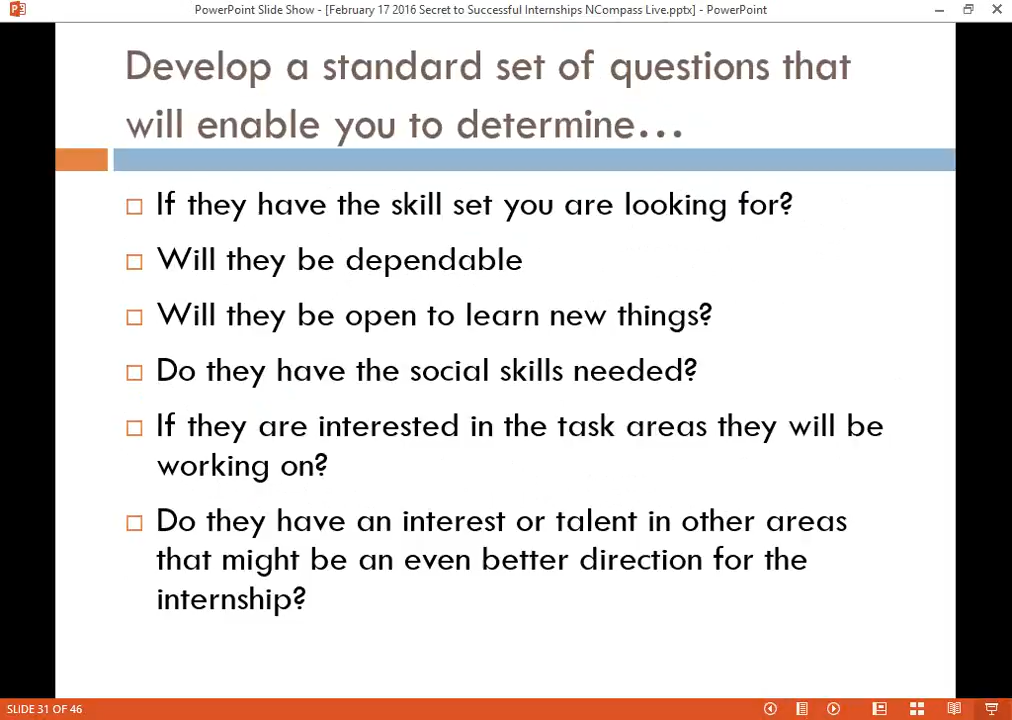 PowerPoint Slide Show - [February 17 2016 Secret to Successful Internships NCompass Live.pptx] - PowerPoint
Develop a standard set of questions that
will enable you to determine...
If they have the skill set you are looking for?
Will they be dependable
Will they be open to learn new things?
Do they have the social skills needed?
If they are interested in the task areas they will be
working on?
Do they have an interest or talent in other areas
that might be an even better direction for the
internship?
SLIDE 31 OF 46